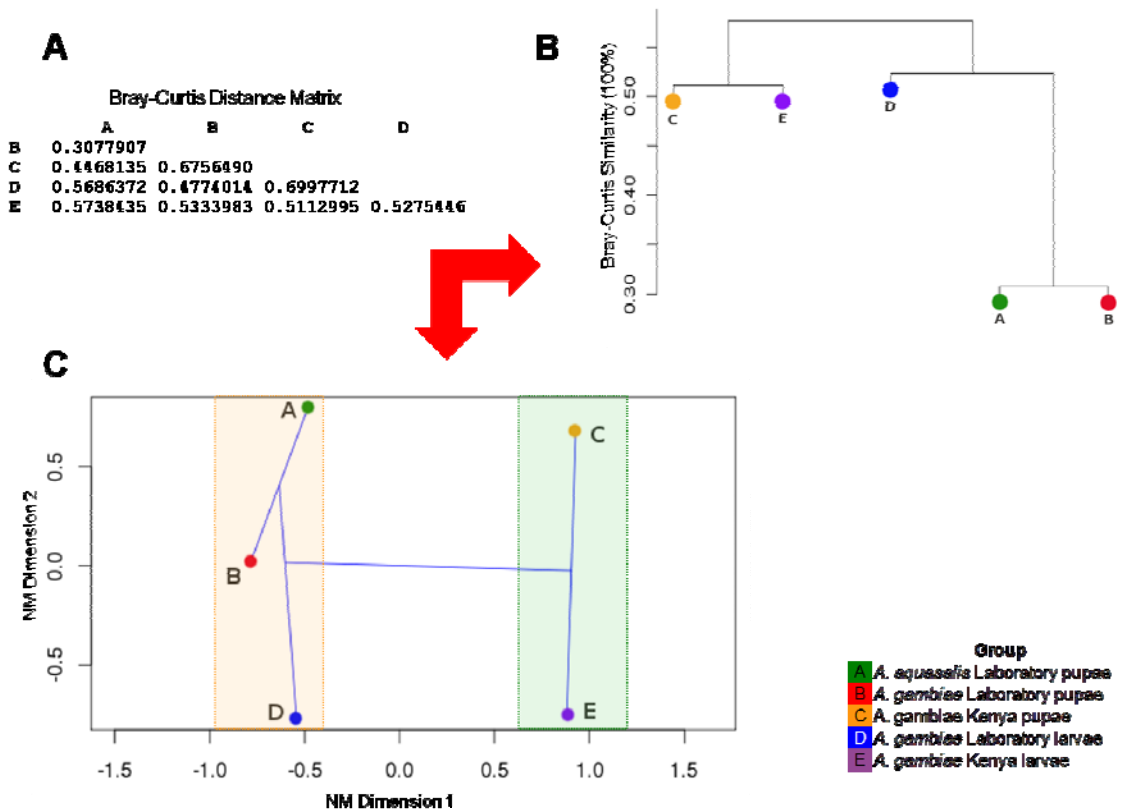 A
Bray-Curtis Distance Matrix
A B C D
B 0.3077907
C 0.4468135 0.6756490
D 0.5686372 0.4774014 0.6997712
E 0.5738435 0.5333983 0.5112995 0.5275446
B
Bray-Curtis Similarity (100%)
0.50
0.40
0.30
C
E
D
A
B
C
NM Dimension 2
0.5
0.0
-0.5
A
B
C
D
E
-1.5 -1.0 -0.5 0.0 0.5 1.0 1.5
NM Dimension 1
Group
A A. aquasalis Laboratory pupae
B A. gambiae Laboratory pupae
C A. gambiae Kenya pupae
D A. gambiae Laboratory larvae
E A. gambiae Kenya larvae